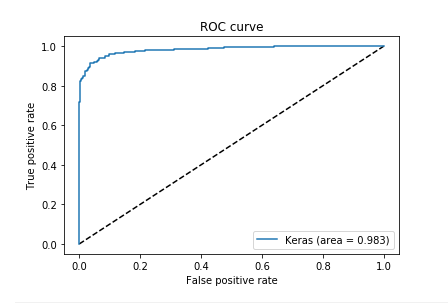 ROC curve
1.0
0.8
0.6
0.4
0.2
0.0
True positive rate
Keras (area = 0.983)
0.0 0.2 0.4 0.6 0.8 1.0
False positive rate